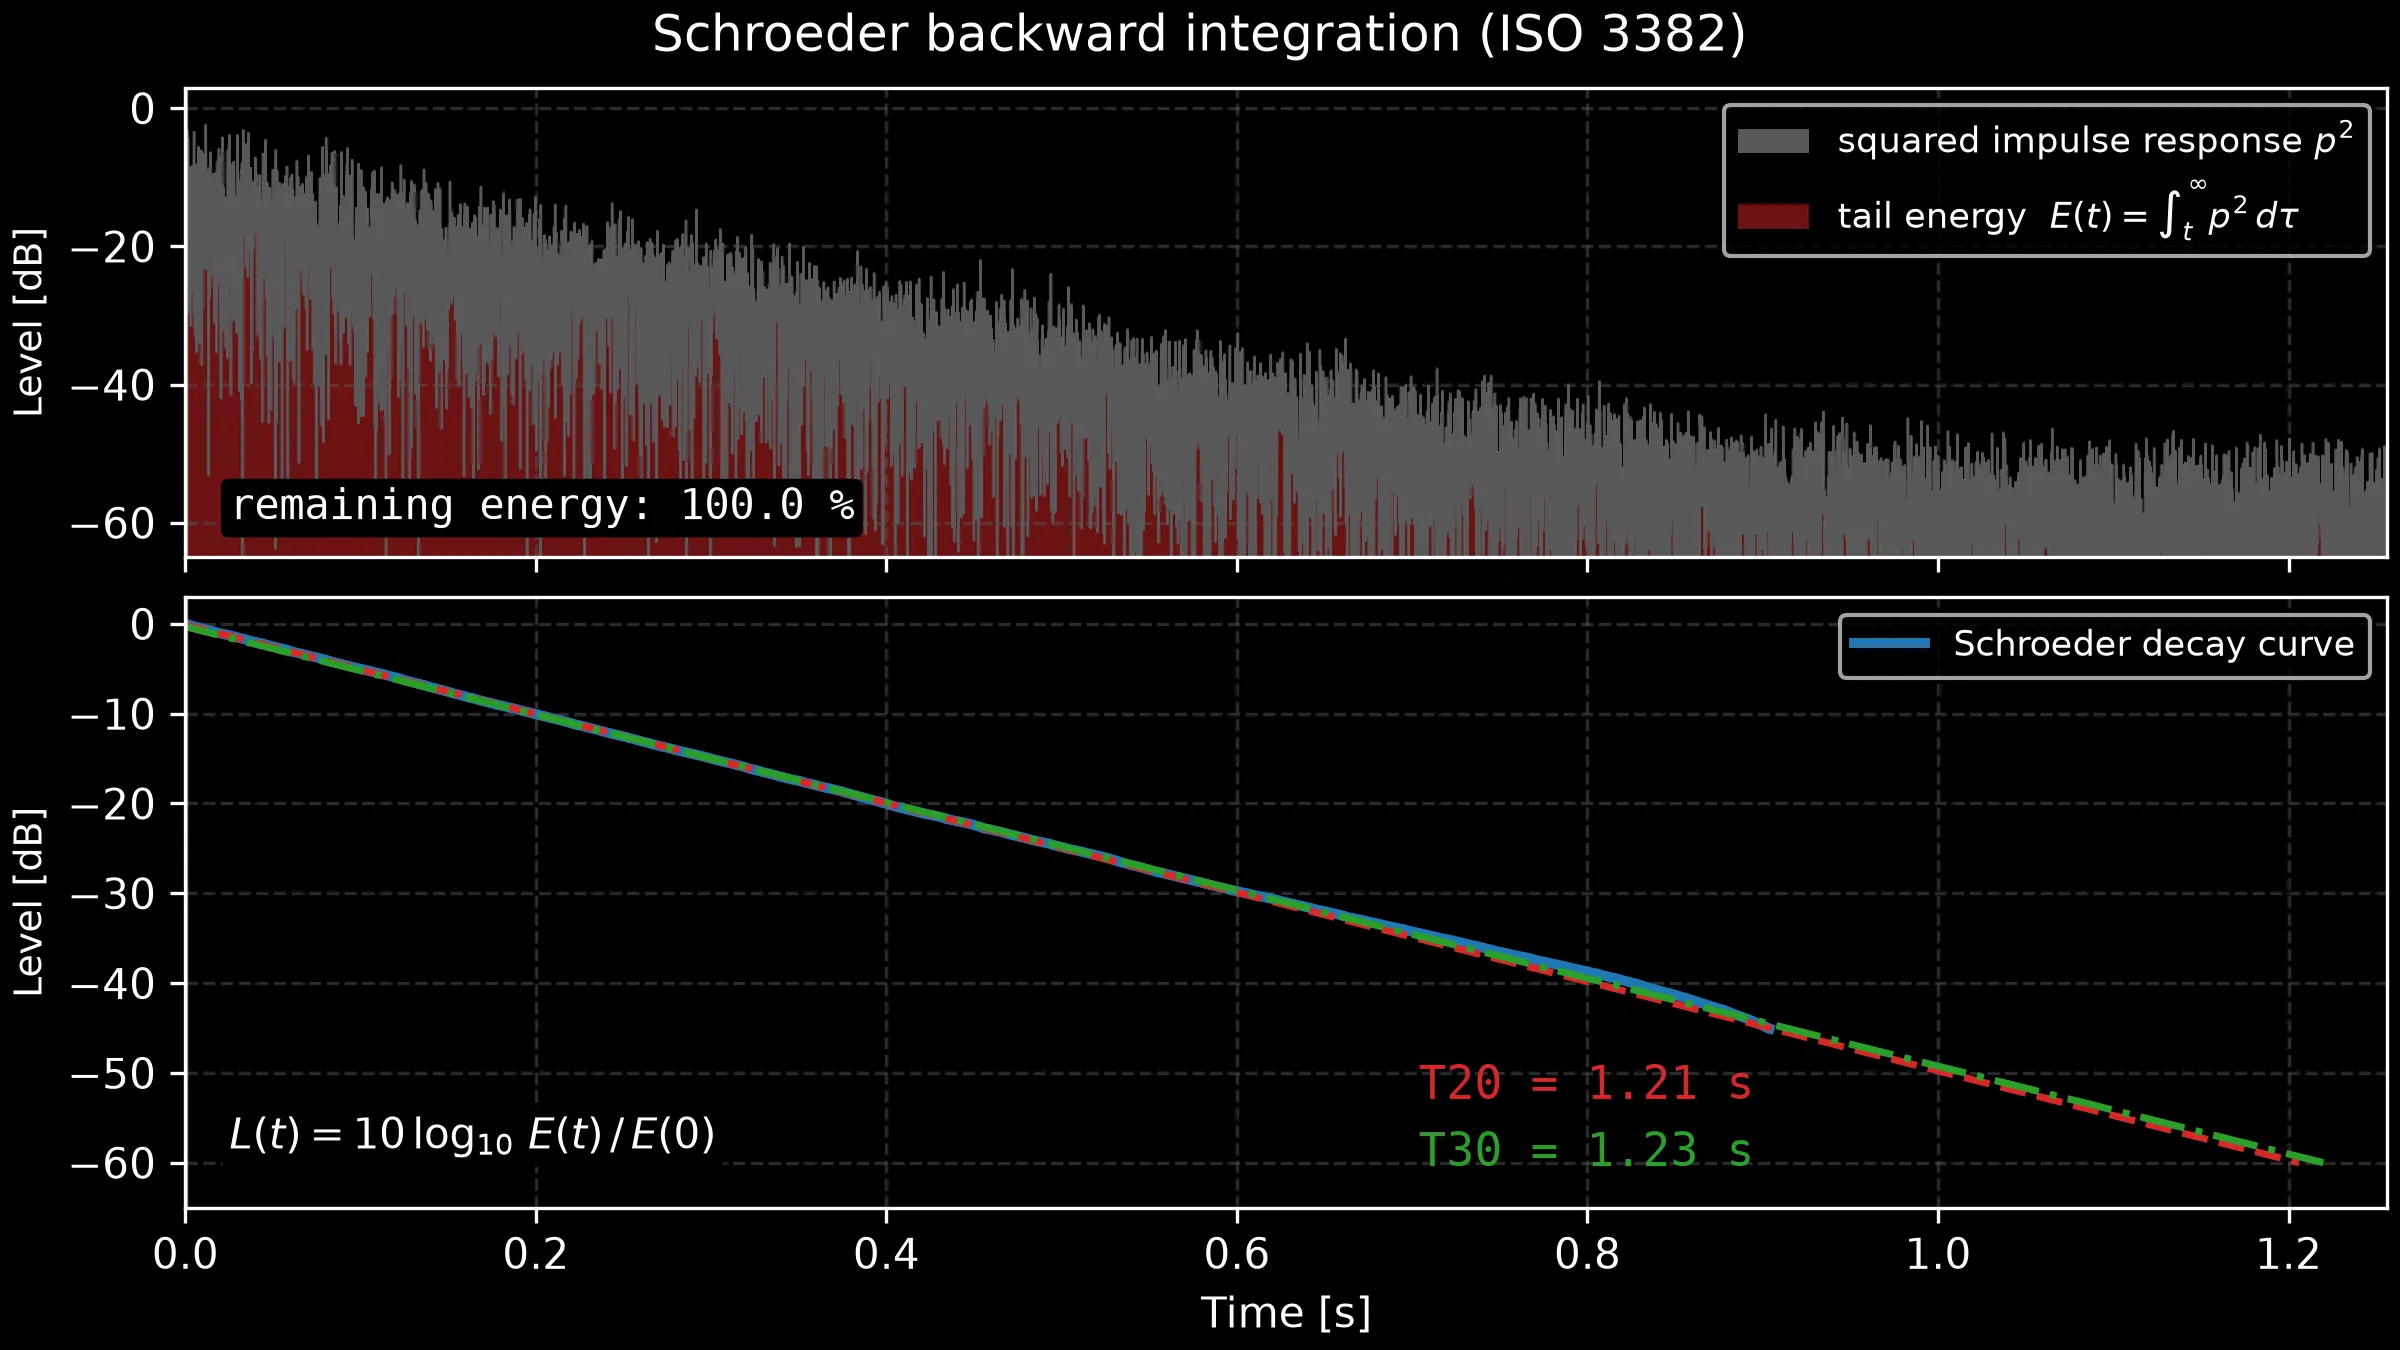 Schroeder backward integration (ISO 3382)
Level [dB]
0
−20
−40
−60
squared impulse response p²
tail energy E(t) = ∫_t^∞ p² dτ
remaining energy: 100.0 %
Level [dB]
0
−10
−20
−30
−40
−50
−60
Schroeder decay curve
T20 = 1.21 s
T30 = 1.23 s
L(t) = 10 log₁₀ E(t) / E(0)
0.0 0.2 0.4 0.6 0.8 1.0 1.2
Time [s]